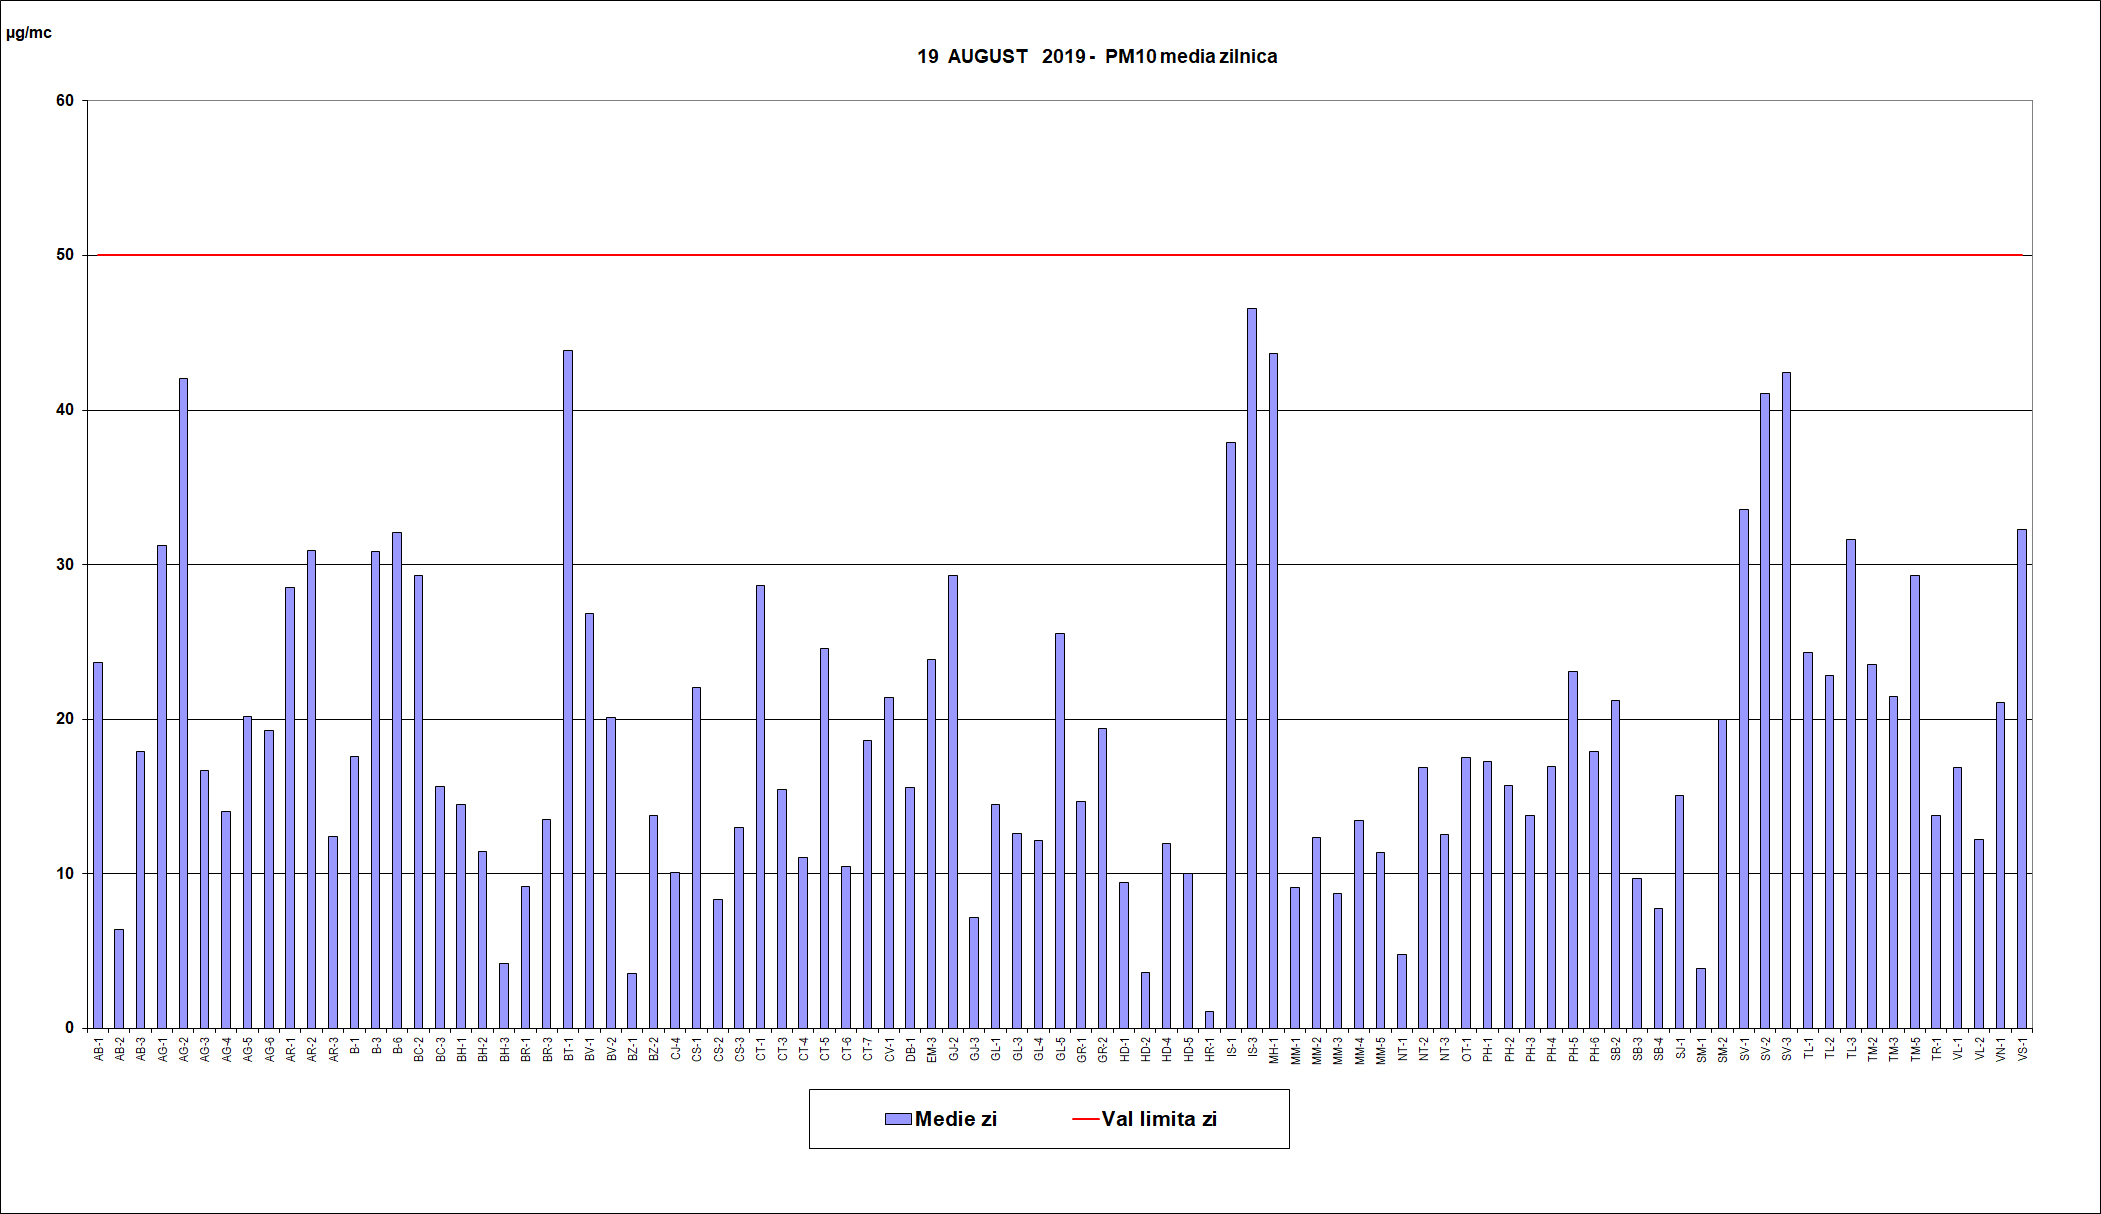 µg/mc
19 AUGUST 2019 - PM10 media zilnica
60
50
40
30
20
10
0
AB-1 AB-2 AB-3 AG-1 AG-2 AG-3 AG-4 AG-5 AG-6 AR-1 AR-2 AR-3 B-1 B-3 B-6 BC-2 BC-3 BH-1 BH-2 BH-3 BR-1 BR-3 BT-1 BV-1 BV-2 BZ-1 BZ-2 CJ-4 CS-1 CS-2 CS-3 CT-1 CT-3 CT-4 CT-5 CT-6 CT-7 CV-1 DB-1 EM-3 GJ-2 GJ-3 GL-1 GL-3 GL-4 GL-5 GR-1 GR-2 HD-1 HD-2 HD-4 HD-5 HR-1 IS-1 IS-3 MH-1 MM-1 MM-2 MM-3 MM-4 MM-5 NT-1 NT-2 NT-3 OT-1 PH-1 PH-2 PH-3 PH-4 PH-5 PH-6 SB-2 SB-3 SB-4 SJ-1 SM-1 SM-2 SV-1 SV-2 SV-3 TL-1 TL-2 TL-3 TM-2 TM-3 TM-5 TR-1 VL-1 VL-2 VN-1 VS-1
Medie zi Val limita zi